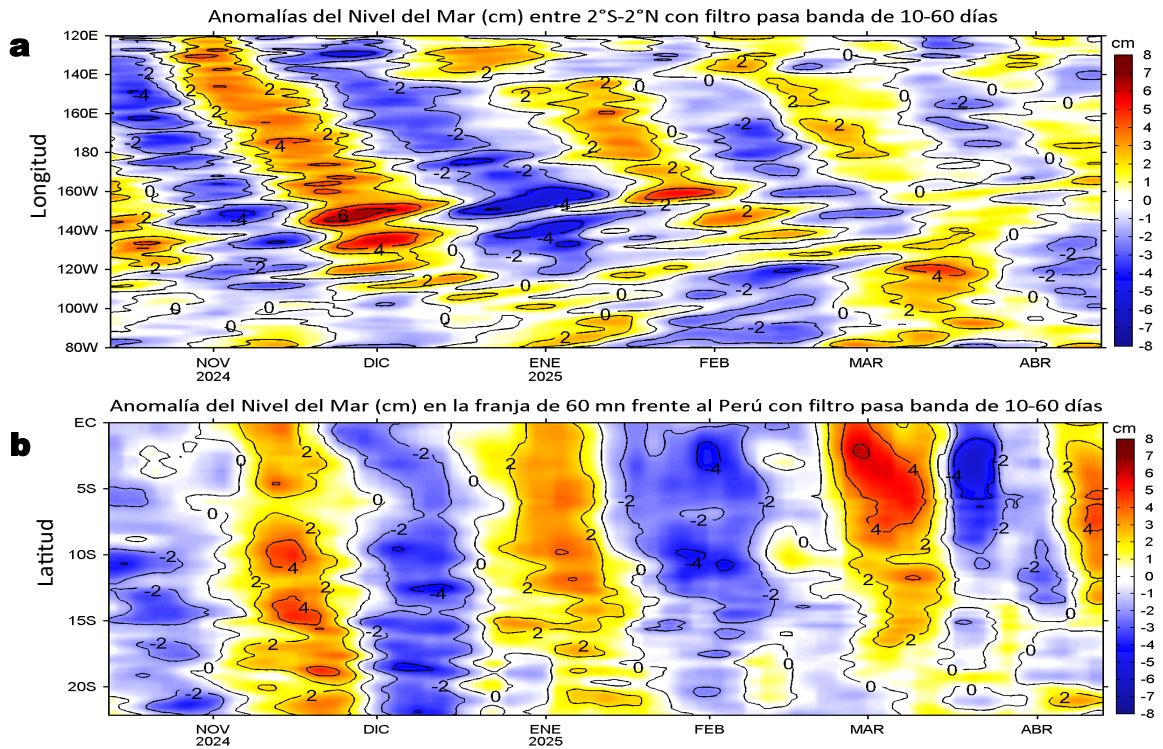 Anomalías del Nivel del Mar (cm) entre 2°S-2°N con filtro pasa banda de 10-60 días
a
cm
Longitud
120E
140E
160E
180
160W
140W
120W
100W
80W
8
7
6
5
4
3
2
1
0
-1
-2
-3
-4
-5
-6
-7
-8
NOV DIC ENE FEB MAR ABR
2024 2025
Anomalía del Nivel del Mar (cm) en la franja de 60 mn frente al Perú con filtro pasa banda de 10-60 días
b
cm
Latitud
EC
5S
10S
15S
20S
8
7
6
5
4
3
2
1
0
-1
-2
-3
-4
-5
-6
-7
-8
NOV DIC ENE FEB MAR ABR
2024 2025